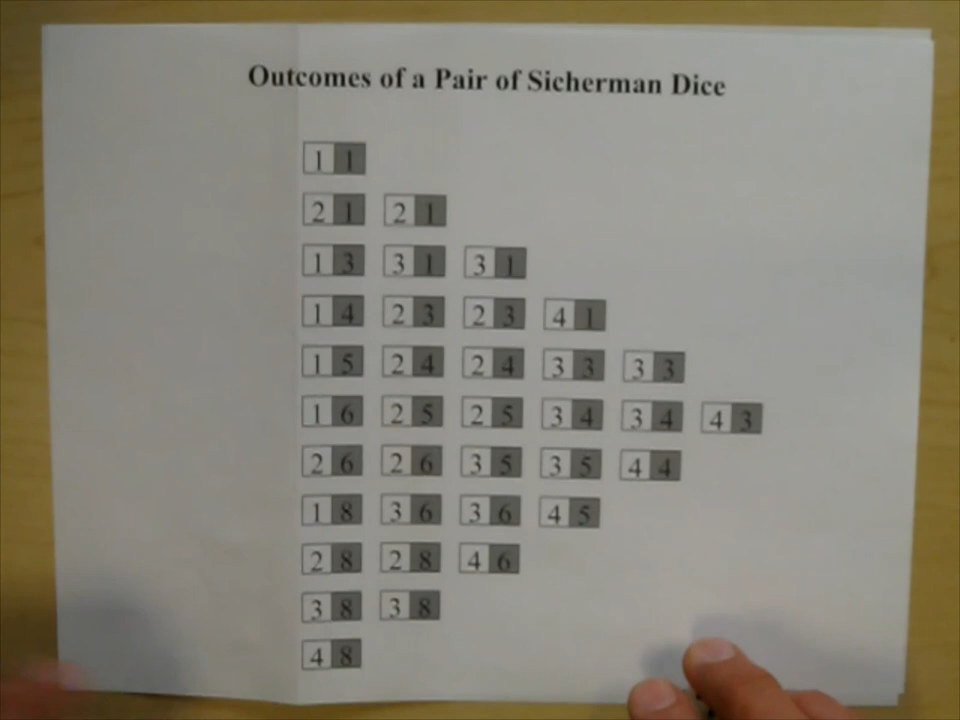 Outcomes of a Pair of Sicherman Dice
1 1
2 1 2 1
1 3 3 1 3 1
1 4 2 3 2 3 4 1
1 5 2 4 2 4 3 3 3 3
1 6 2 5 2 5 3 4 3 4 4 3
2 6 2 6 3 5 3 5 4 4
1 8 3 6 3 6 4 5
2 8 2 8 4 6
3 8 3 8
4 8